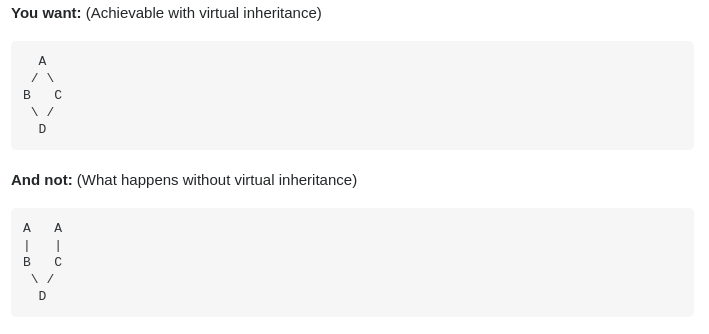 You want: (Achievable with virtual inheritance)
  A
 / \
B   C
 \ /
  D
And not: (What happens without virtual inheritance)
A   A
|   |
B   C
 \ /
  D